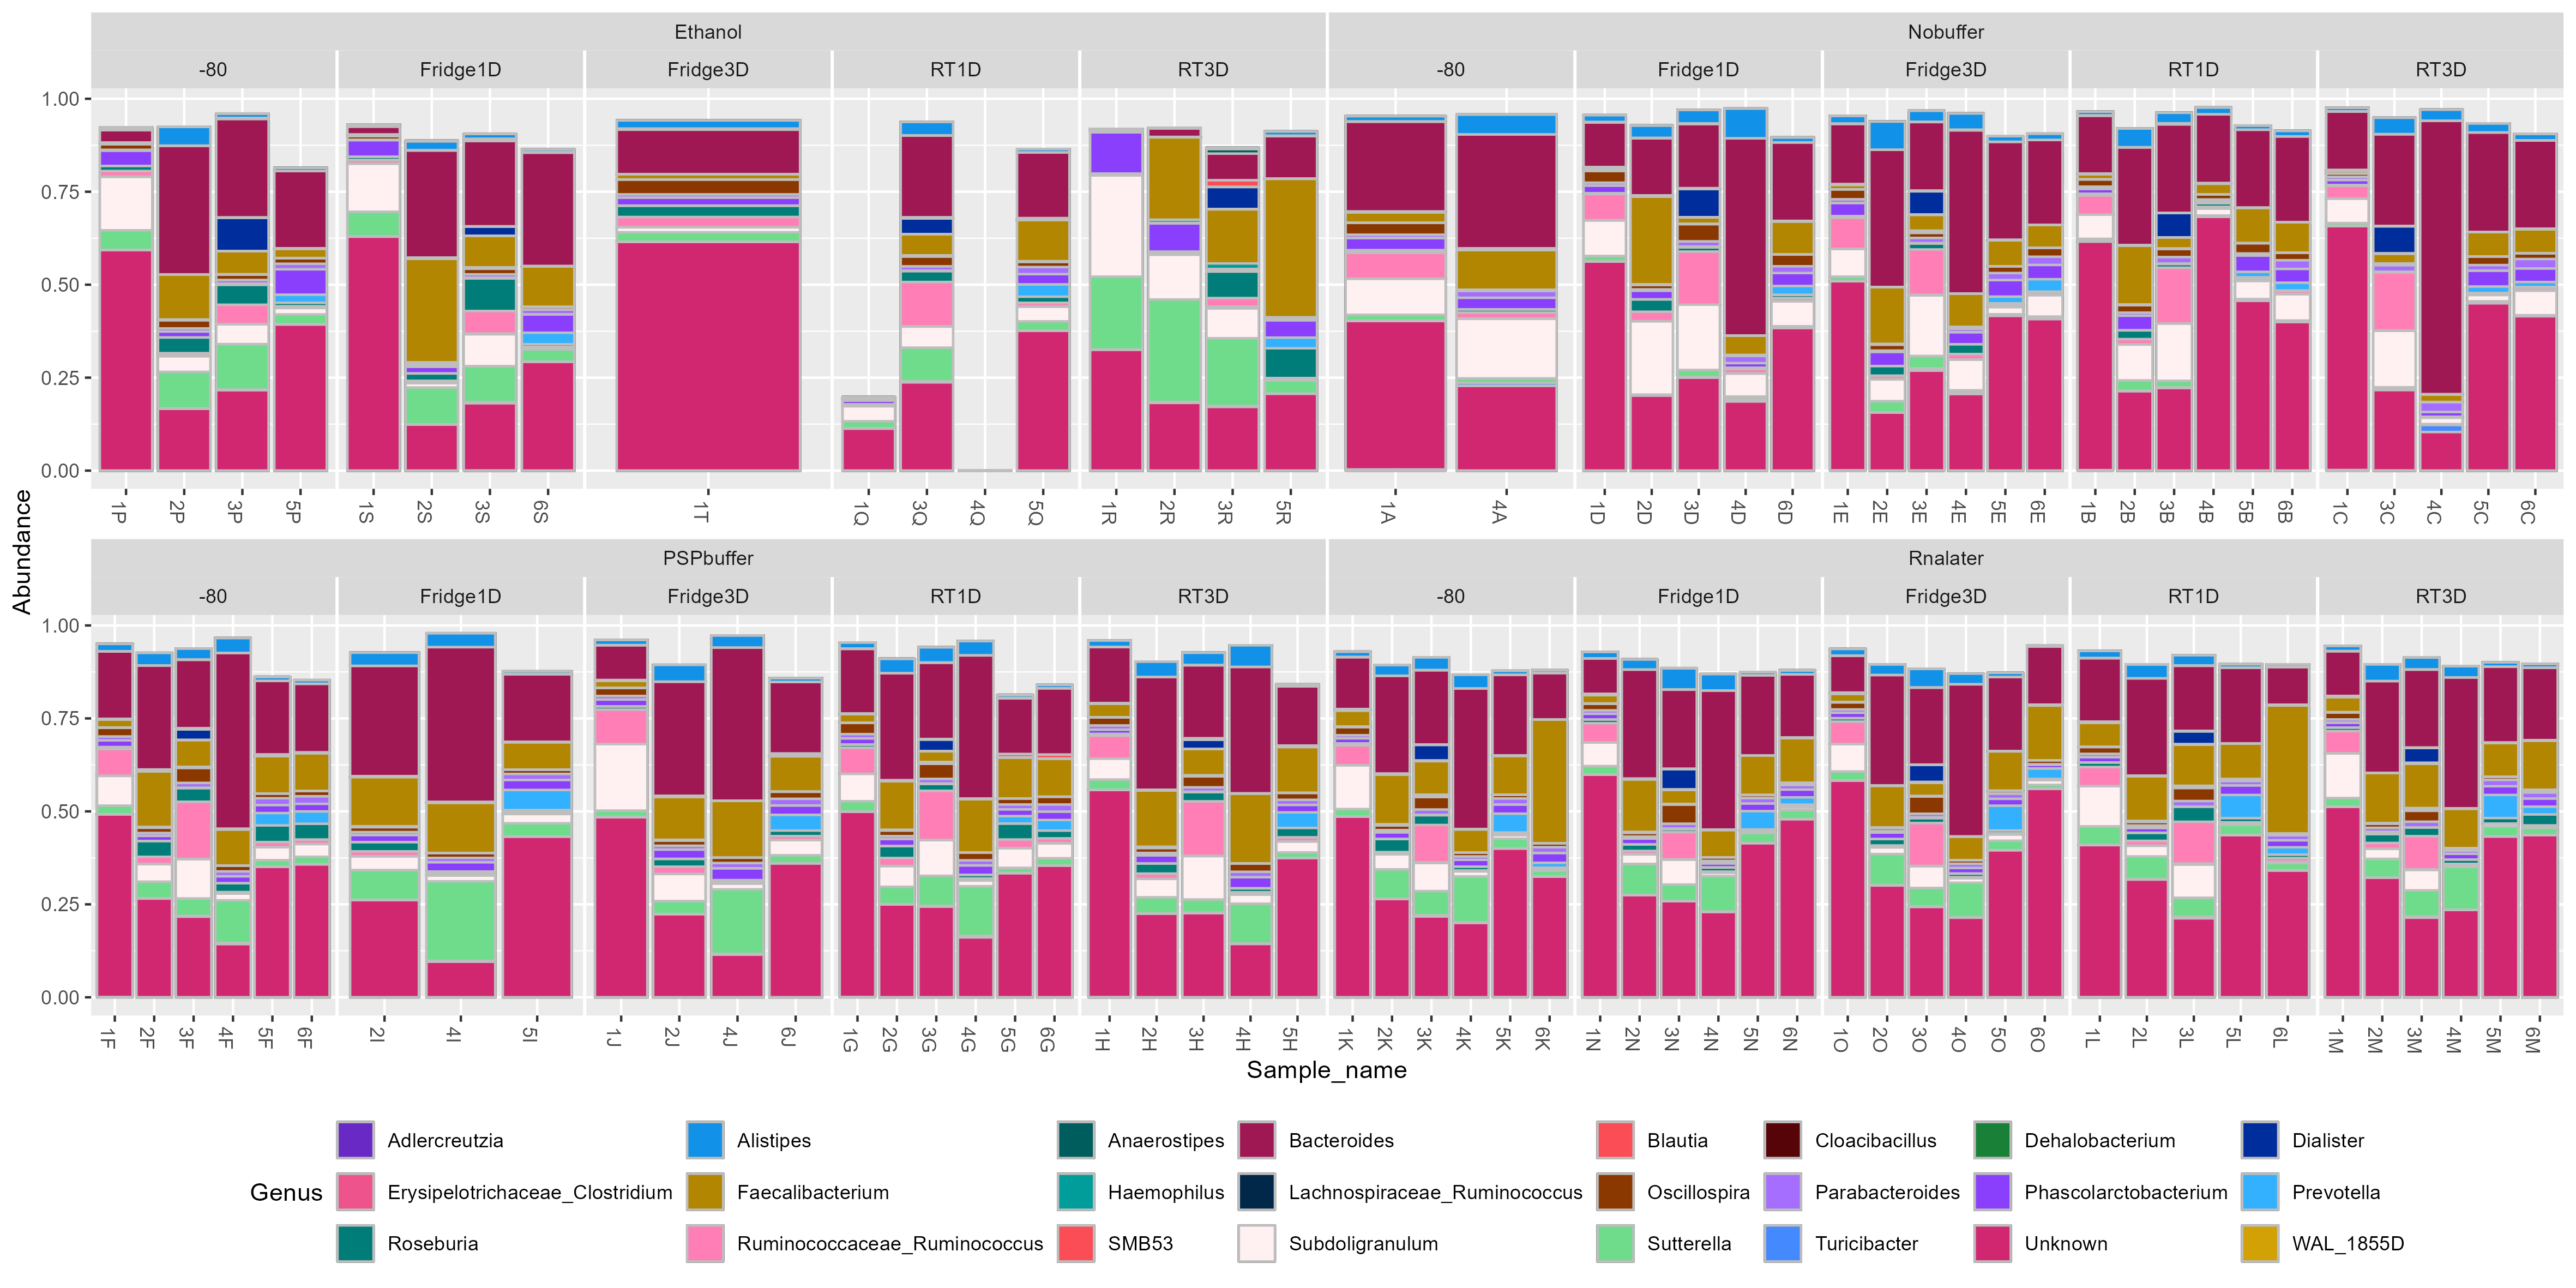 Ethanol Nobuffer
-80 Fridge1D Fridge3D RT1D RT3D -80 Fridge1D Fridge3D RT1D RT3D
1.00
0.75
0.50
0.25
0.00
1P 2P 3P 5P 1S 2S 3S 6S 1T 1Q 3Q 4Q 5Q 1R 2R 3R 5R 1A 4A 1D 2D 3D 4D 6D 1E 2E 3E 4E 5E 6E 1B 2B 3B 4B 5B 6B 1C 3C 4C 5C 6C
Abundance
PSPbuffer Rnalater
-80 Fridge1D Fridge3D RT1D RT3D -80 Fridge1D Fridge3D RT1D RT3D
1.00
0.75
0.50
0.25
0.00
1F 2F 3F 4F 5F 6F 2I 4I 5I 1J 2J 4J 6J 1G 2G 3G 4G 5G 6G 1H 2H 3H 4H 5H 1K 2K 3K 4K 5K 6K 1N 2N 3N 4N 5N 6N 1O 2O 3O 4O 5O 6O 1L 2L 3L 5L 6L 1M 2M 3M 4M 5M 6M
Sample_name
Adlercreutzia Alistipes Anaerostipes Bacteroides Blautia Cloacibacillus Dehalobacterium Dialister
Genus Erysipelotrichaceae_Clostridium Faecalibacterium Haemophilus Lachnospiraceae_Ruminococcus Oscillospira Parabacteroides Phascolarctobacterium Prevotella
Roseburia Ruminococcaceae_Ruminococcus SMB53 Subdoligranulum Sutterella Turicibacter Unknown WAL_1855D